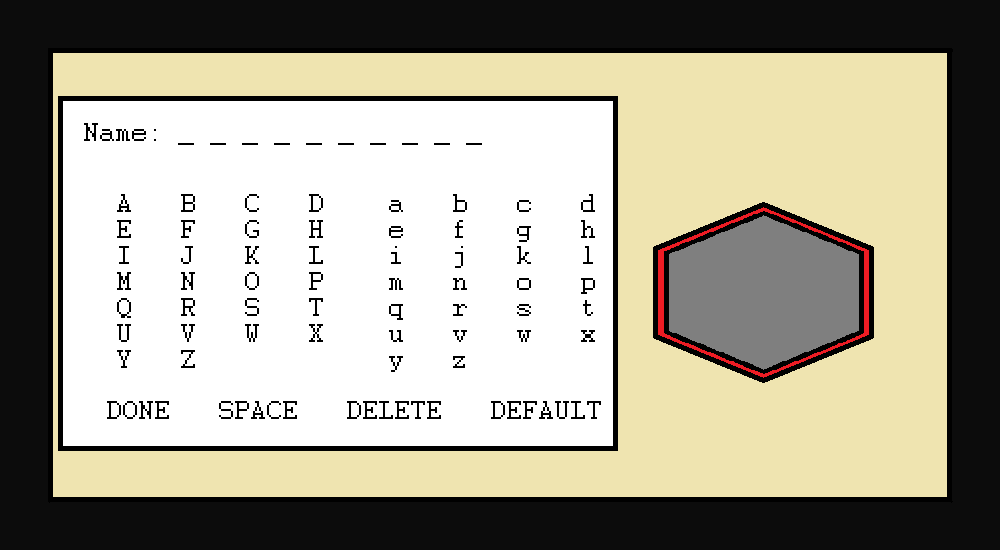 Name: _ _ _ _ _ _ _ _ _ _
A B C D a b c d
E F G H e f g h
I J K L i j k l
M N O P m n o p
Q R S T q r s t
U V W X u v w x
Y Z y z
DONE SPACE DELETE DEFAULT